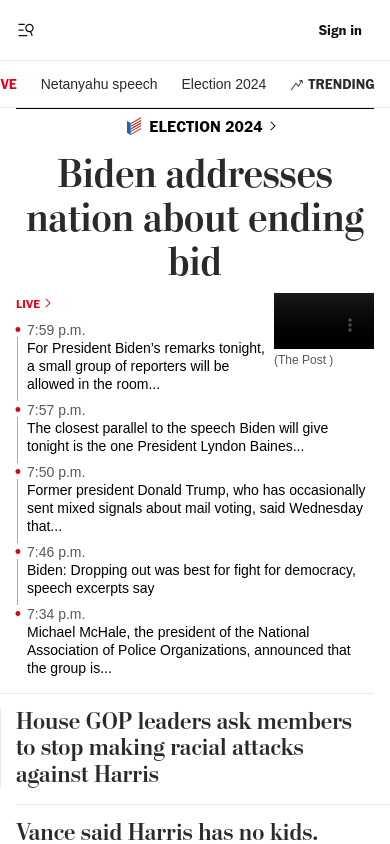 Sign in
VE Netanyahu speech Election 2024 TRENDING
ELECTION 2024
Biden addresses
nation about ending
bid
LIVE
(The Post )
7:59 p.m.
For President Biden’s remarks tonight,
a small group of reporters will be
allowed in the room...
7:57 p.m.
The closest parallel to the speech Biden will give
tonight is the one President Lyndon Baines...
7:50 p.m.
Former president Donald Trump, who has occasionally
sent mixed signals about mail voting, said Wednesday
that...
7:46 p.m.
Biden: Dropping out was best for fight for democracy,
speech excerpts say
7:34 p.m.
Michael McHale, the president of the National
Association of Police Organizations, announced that
the group is...
House GOP leaders ask members
to stop making racial attacks
against Harris
Vance said Harris has no kids.